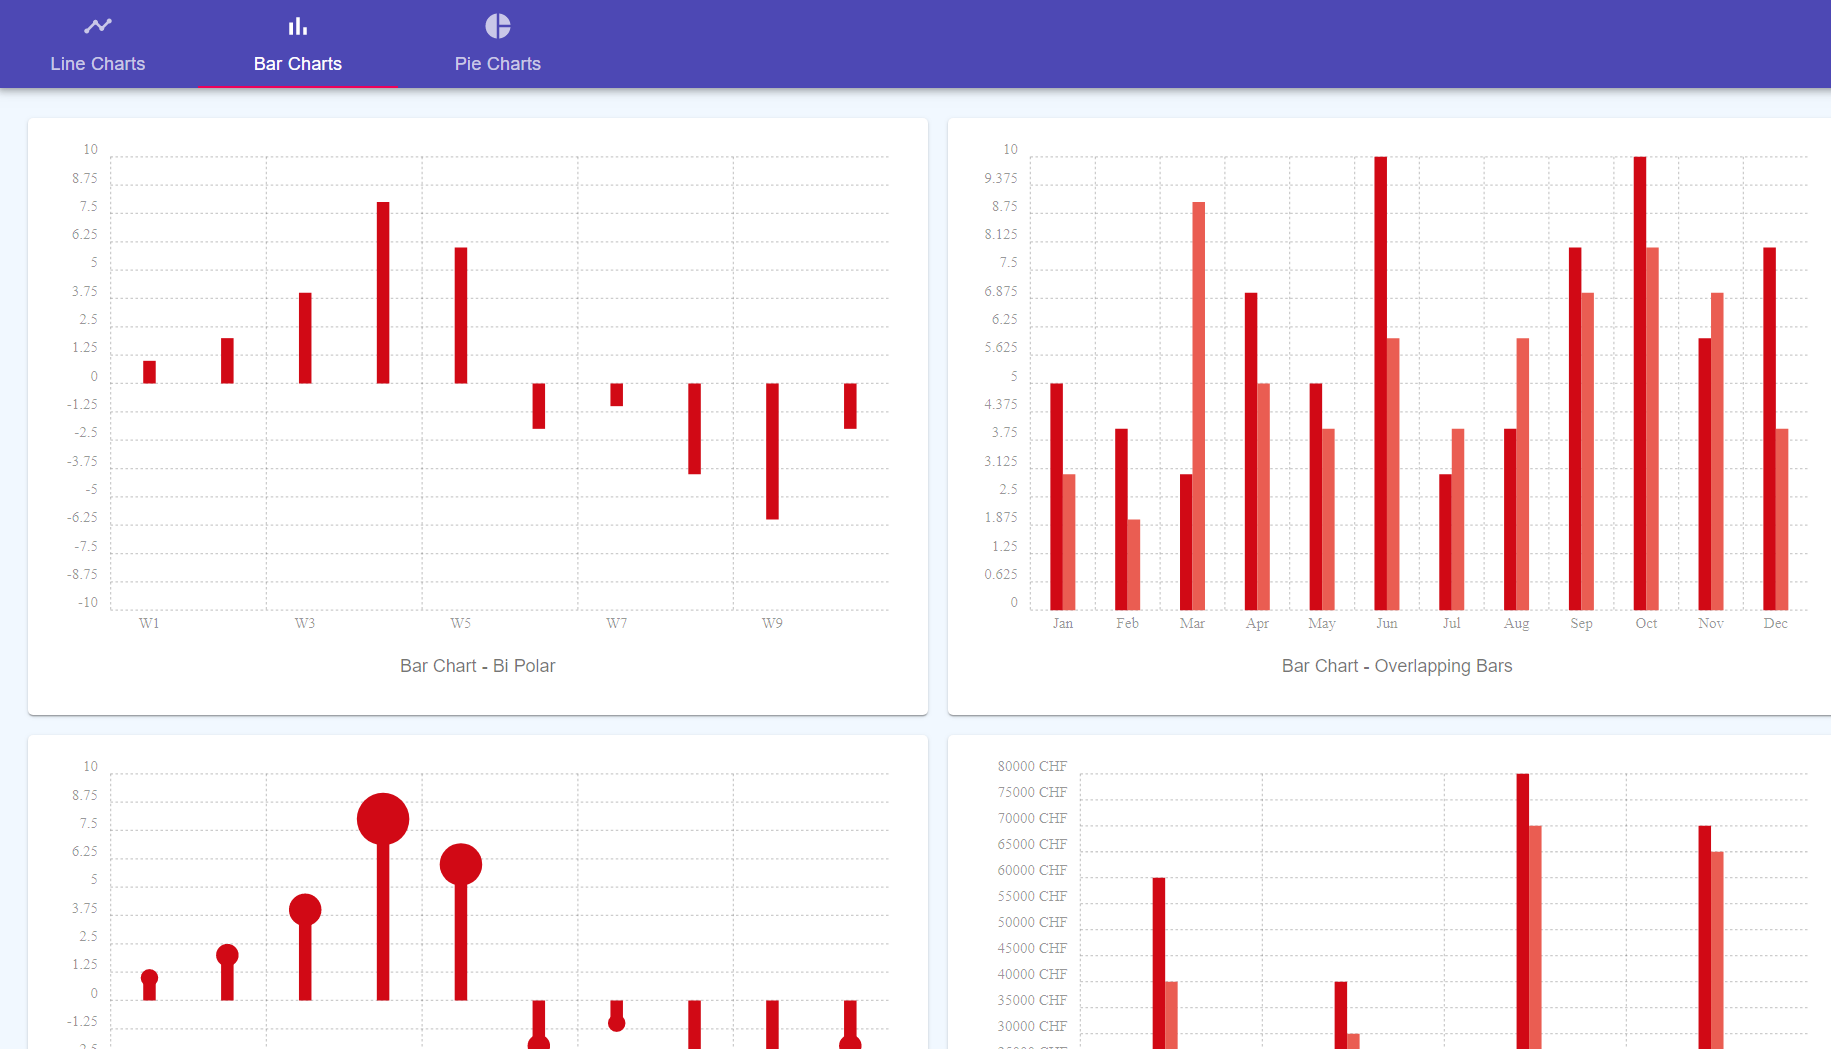 Line Charts
Bar Charts
Pie Charts
10
8.75
7.5
6.25
5
3.75
2.5
1.25
0
-1.25
-2.5
-3.75
-5
-6.25
-7.5
-8.75
-10
W1 W3 W5 W7 W9
Bar Chart - Bi Polar
10
9.375
8.75
8.125
7.5
6.875
6.25
5.625
5
4.375
3.75
3.125
2.5
1.875
1.25
0.625
0
Jan Feb Mar Apr May Jun Jul Aug Sep Oct Nov Dec
Bar Chart - Overlapping Bars
10
8.75
7.5
6.25
5
3.75
2.5
1.25
0
-1.25
80000 CHF
75000 CHF
70000 CHF
65000 CHF
60000 CHF
55000 CHF
50000 CHF
45000 CHF
40000 CHF
35000 CHF
30000 CHF